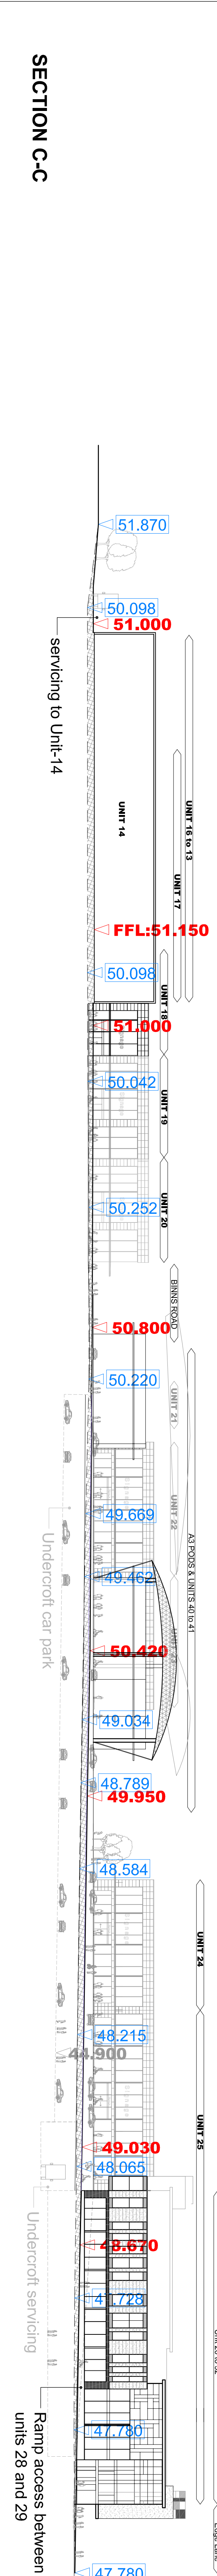 SECTION C-C
51.870
50.098
51.000
servicing to Unit-14
UNIT 14
UNIT 16 to 13
UNIT 17
FFL:51.150
50.098
UNIT 18
51.000
50.042
UNIT 19
50.252
UNIT 20
BINNS ROAD
50.800
50.220
UNIT 21
A3 PODS & UNITS 40 to 41
UNIT 22
49.669
Undercroft car park
49.462
50.420
49.034
48.789
49.950
48.584
UNIT 24
48.215
44.900
UNIT 25
49.030
48.065
48.670
Undercroft servicing
47.728
47.780
Ramp access between
units 28 and 29
47.780